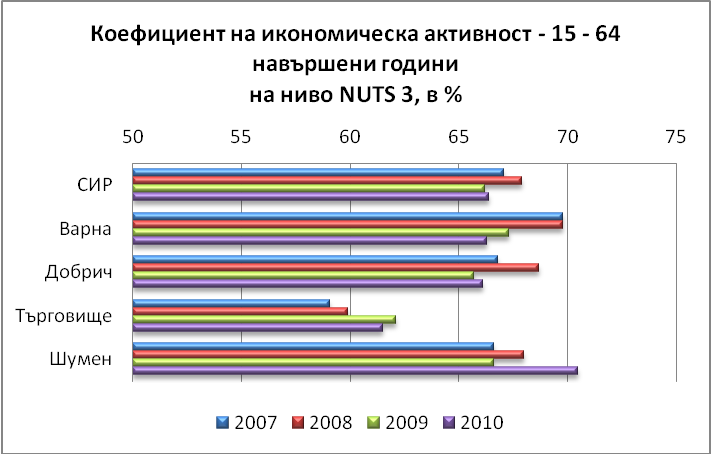 Коефициент на икономическа активност - 15 - 64
навършени години
на ниво NUTS 3, в %
50 55 60 65 70 75
СИР
Варна
Добрич
Търговище
Шумен
2007 2008 2009 2010